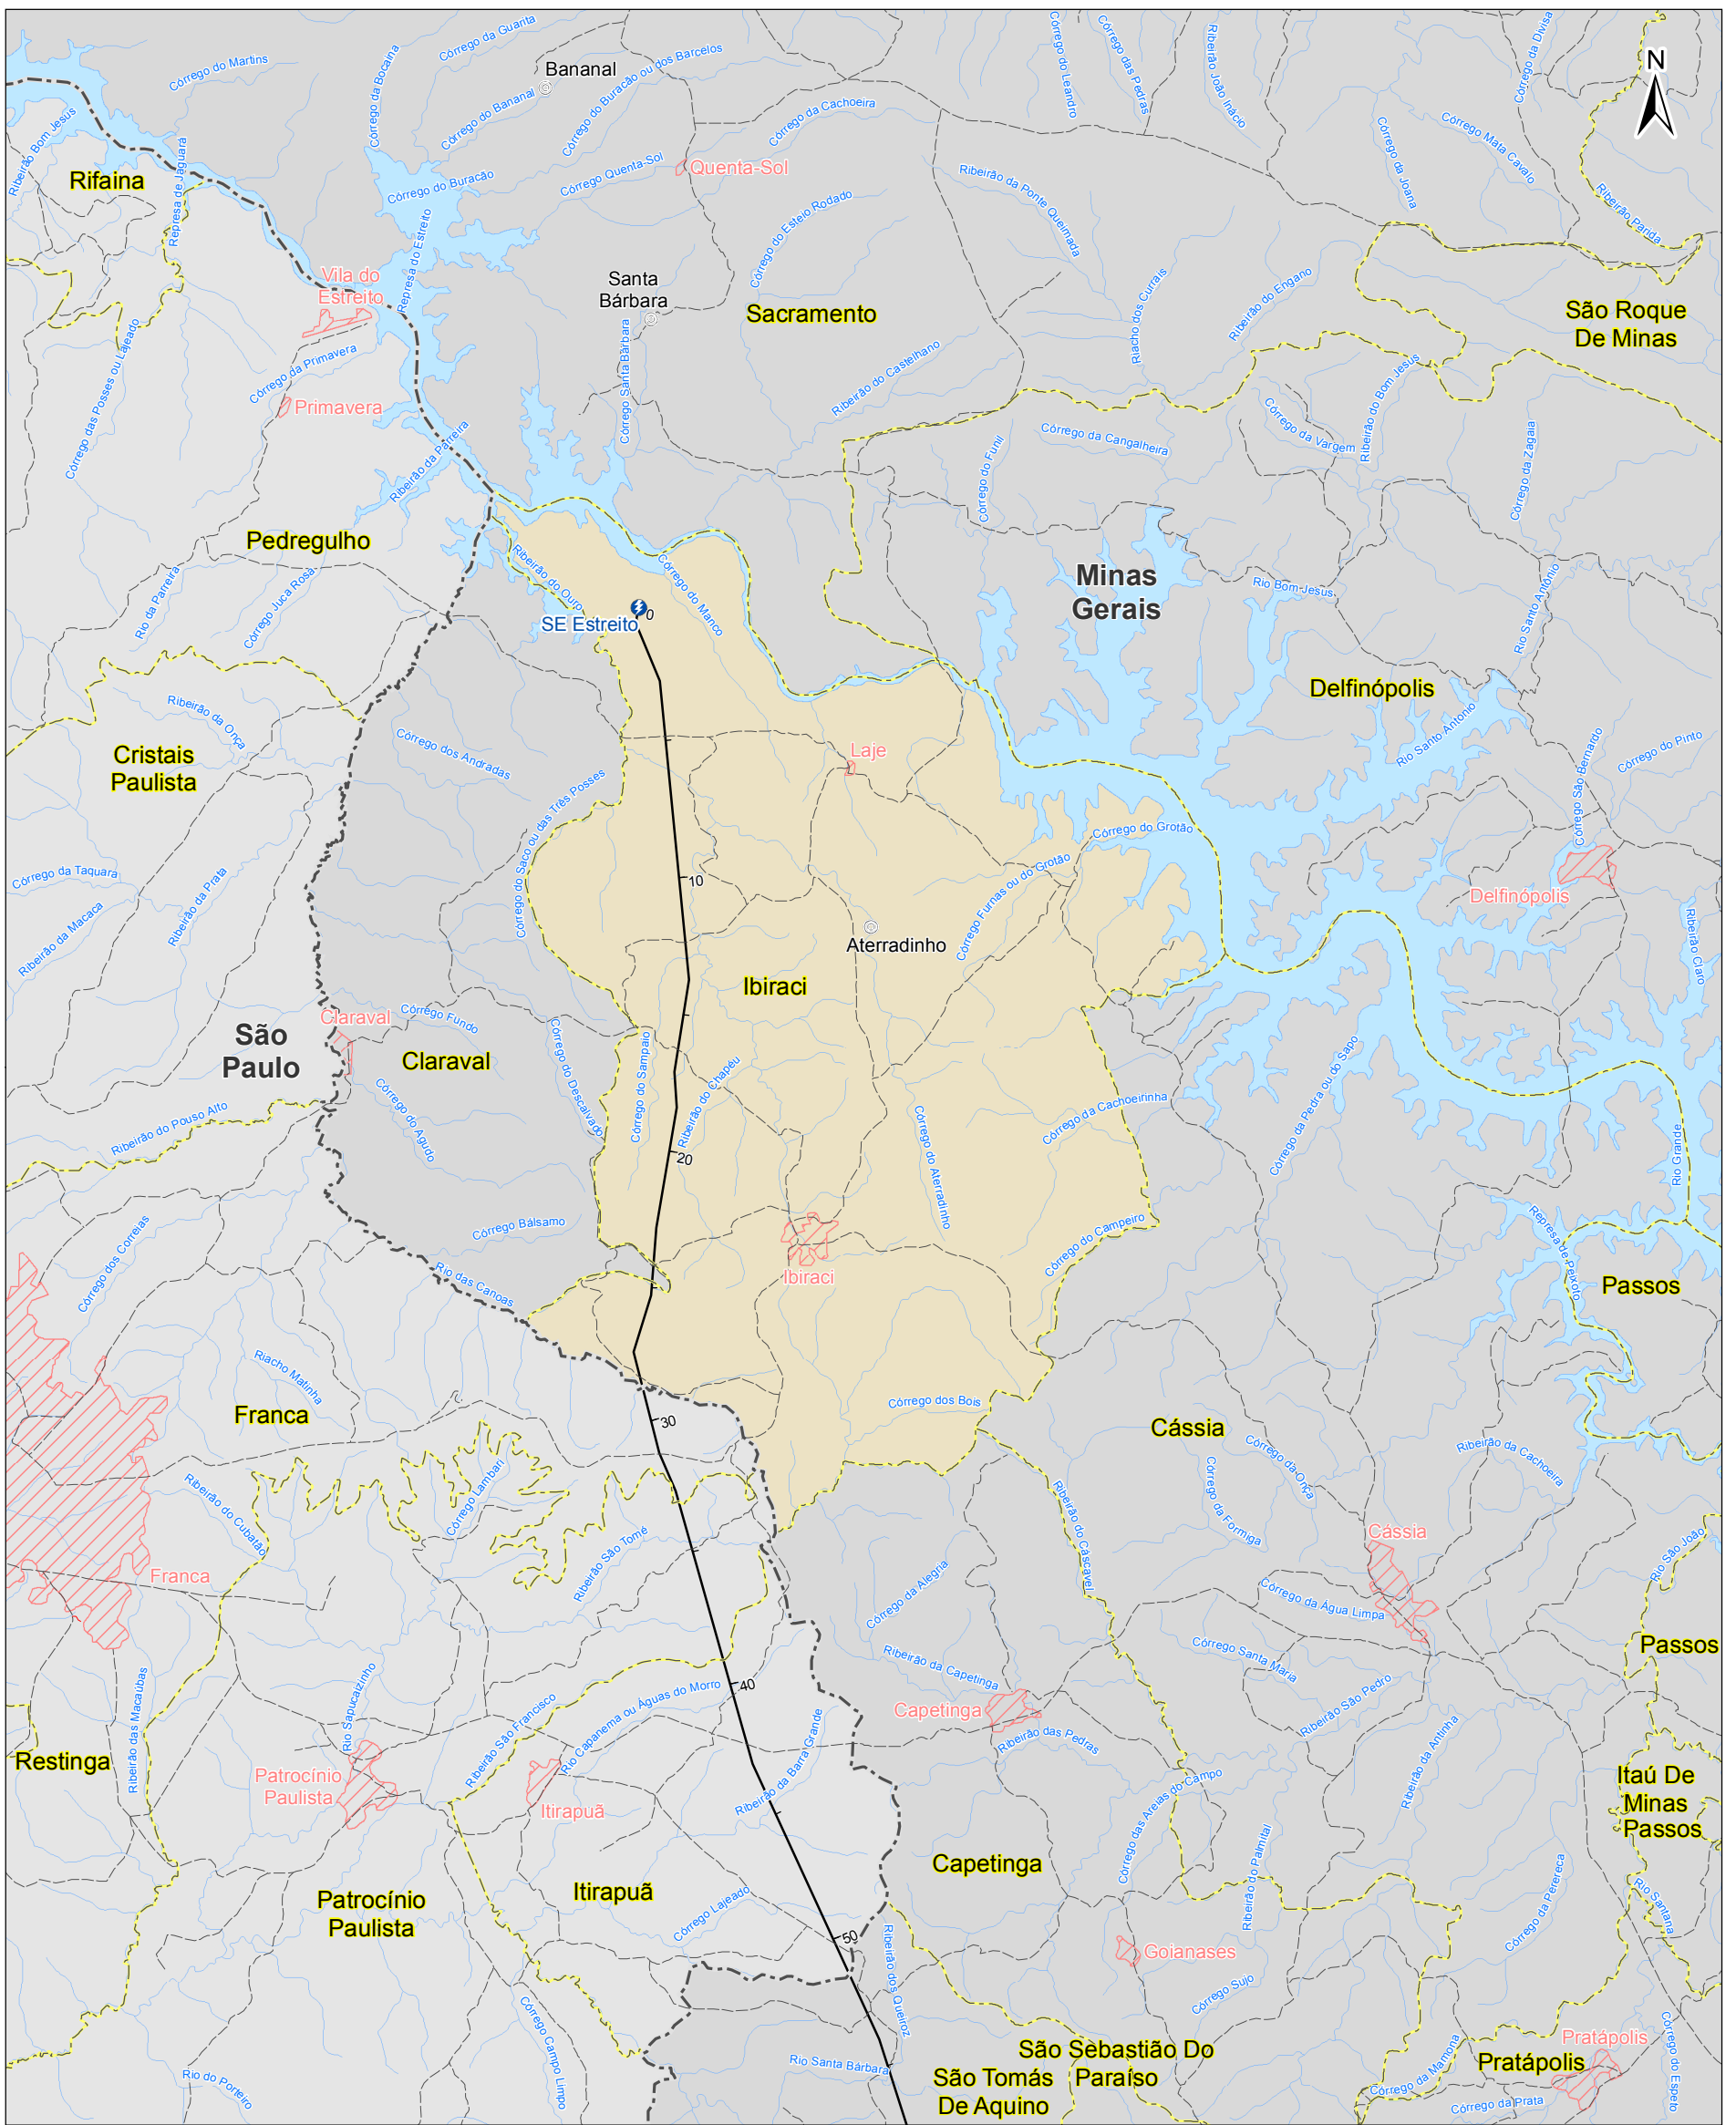 Córrego da Guarita
Córrego do Martins
Córrego da Bocaina
Bananal
Córrego do Bananal
Córrego do Buracão ou dos Barcelos
Córrego da Cachoeira
Córrego do Leandro
Córrego das Pedras
Ribeirão João Inácio
Córrego da Divisa
N
Ribeirão Bom Jesus
Represa de Jaguara
Rifaina
Córrego do Buracão
Córrego Quenta-Sol
Quenta-Sol
Ribeirão da Ponte Queimada
Córrego da Joana
Córrego Mata Cavalo
Ribeirão Parida
Represa do Estreito
Córrego do Esteio Rodado
Vila do
Estreito
Santa
Bárbara
Sacramento
Riacho dos Currais
Ribeirão do Engano
São Roque
De Minas
Córrego das Posses ou Lajeado
Córrego da Primavera
Primavera
Córrego Santa Bárbara
Ribeirão do Castelhano
Ribeirão do Bom Jesus
Córrego da Vargem
Córrego da Cangalheira
Córrego do Funil
Córrego da Zagaia
Ribeirão da Parreira
Pedregulho
Ribeirão do Ouro
Córrego do Manco
Minas
Gerais
Rio Bom Jesus
Rio Santo Antônio
Rio da Parreira
Córrego Juca Rosa
SE Estreito
0
Delfinópolis
Ribeirão da Onça
Cristais
Paulista
Córrego dos Andradas
Córrego do Saco ou das Três Posses
Laje
Rio Santo Antonio
Córrego São Bernardo
Córrego do Pinto
Córrego do Grotão
Córrego Furnas ou do Grotão
Córrego da Taquara
Ribeirão da Macaca
Ribeirão da Prata
10
Aterradinho
Delfinópolis
Ribeirão Claro
Ibiraci
São
Paulo
Claraval
Córrego Fundo
Claraval
Córrego do Descalvado
Córrego do Sampaio
Ribeirão do Chapéu
Córrego do Agudo
Ribeirão do Pouso Alto
Córrego do Aterradinho
Córrego da Cachoeirinha
Córrego da Pedra ou do Sapo
Rio Grande
20
Córrego dos Correias
Córrego Bálsamo
Rio das Canoas
Ibiraci
Córrego do Campeiro
Represa de Peixoto
Passos
Riacho Matinha
Franca
30
Córrego dos Bois
Cássia
Córrego da Onça
Córrego da Formiga
Ribeirão da Cachoeira
Ribeirão do Cubatão
Córrego Lambari
Ribeirão São Tomé
Ribeirão do Cascavel
Cássia
Rio São João
Franca
Córrego da Alegria
Córrego da Água Limpa
Passos
Córrego Santa Maria
Ribeirão da Capetinga
Capetinga
Ribeirão São Pedro
Ribeirão das Macaúbas
Rio Sapucaizinho
Ribeirão São Francisco
Rio Capanema ou Águas do Morro
40
Ribeirão da Barra Grande
Ribeirão das Pedras
Ribeirão da Antinha
Restinga
Patrocínio
Paulista
Itirapuã
Córrego das Areias do Campo
Itaú De
Minas
Passos
Ribeirão do Palmital
Capetinga
Córrego da Perereca
Rio Santana
Patrocínio
Paulista
Itirapuã
Córrego Lajeado
50
Ribeirão dos Queiroz
Goianases
Córrego Sujo
Córrego Campo Limpo
Rio do Porteiro
Rio Santa Bárbara
São Sebastião Do
Paraíso
São Tomás
De Aquino
Córrego da Mamona
Pratápolis
Pratápolis
Córrego da Prata
Córrego do Espeto